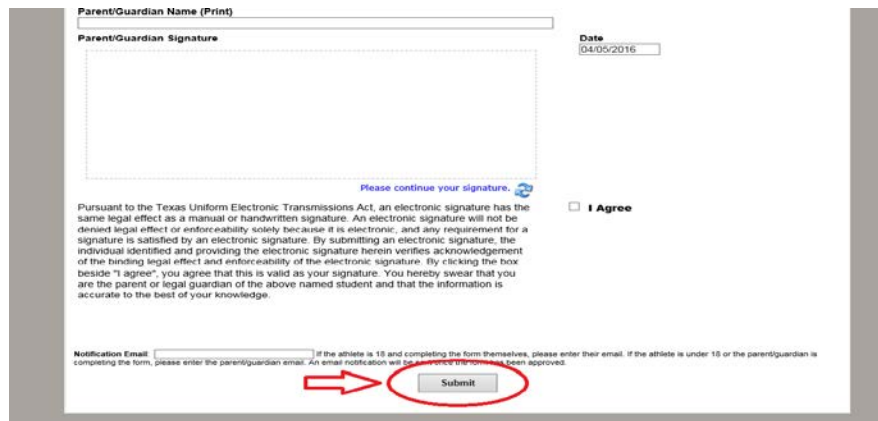 Parent/Guardian Name (Print)
Parent/Guardian Signature
Date
04/05/2016
Please continue your signature.
Pursuant to the Texas Uniform Electronic Transmissions Act, an electronic signature has the
same legal effect as a manual or handwritten signature. An electronic signature will not be
denied legal effect or enforceability solely because it is electronic, and any requirement for a
signature is satisfied by an electronic signature. By submitting an electronic signature, the
individual identified and providing the electronic signature herein verifies acknowledgement
of the binding legal effect and enforceability of the electronic signature. By clicking the box
beside "I agree", you agree that this is valid as your signature. You hereby swear that you
are the parent or legal guardian of the above named student and that the information is
accurate to the best of your knowledge.
I Agree
Notification Email: If the athlete is 18 and completing the form themselves, please enter their email. If the athlete is under 18 or the parent/guardian is
completing the form, please enter the parent/guardian email. An email notification will be sent once the form has been approved.
Submit